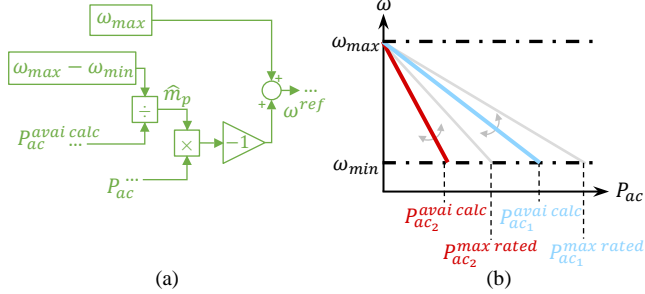 ω_max
ω_max − ω_min
÷
m̂_p
P_ac^avai calc ...
×
−1
+
+
... ω^ref
P_ac ...
(a)
ω
ω_max
ω_min
P_ac
P_ac₂^avai calc
P_ac₁^avai calc
P_ac₂^max rated
P_ac₁^max rated
(b)